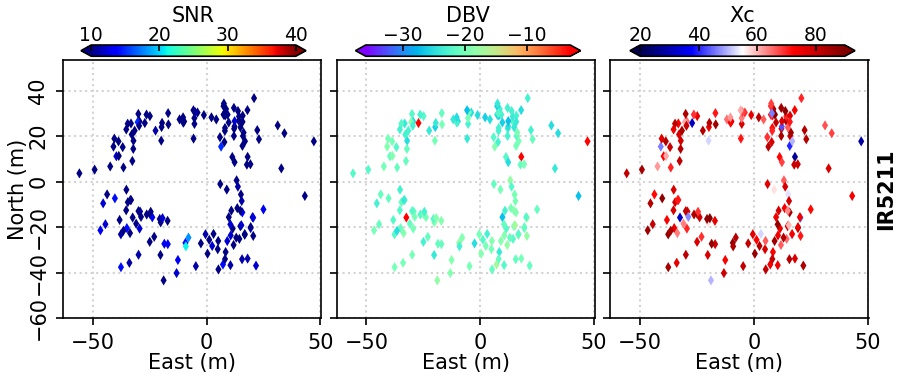 SNR DBV Xc
10 20 30 40 −30 −20 −10 20 40 60 80
40
20
0
−20
−40
−60
North (m)
−50 0 50 −50 0 50 −50 0 50
East (m) East (m) East (m)
IR5211